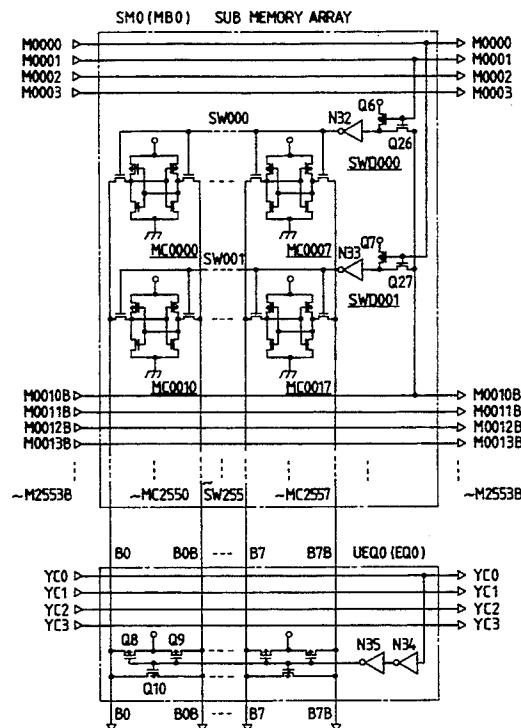 SM0 (MB0) SUB MEMORY ARRAY
M0000 M0000
M0001 M0001
M0002 M0002
M0003 M0003
Q6
N32
SW000
Q26
SWD000
MC0000 MC0007
Q7
N33
SW001
Q27
SWD001
MC0010 MC0017
M0010B M0010B
M0011B M0011B
M0012B M0012B
M0013B M0013B
~M2553B ~MC2550 SW255 ~MC2557 ~M2553B
B0 B0B B7 B7B UEQ0 (EQ0)
YC0 YC0
YC1 YC1
YC2 YC2
YC3 YC3
Q8 Q9 N35 N34
Q10
B0 B0B B7 B7B